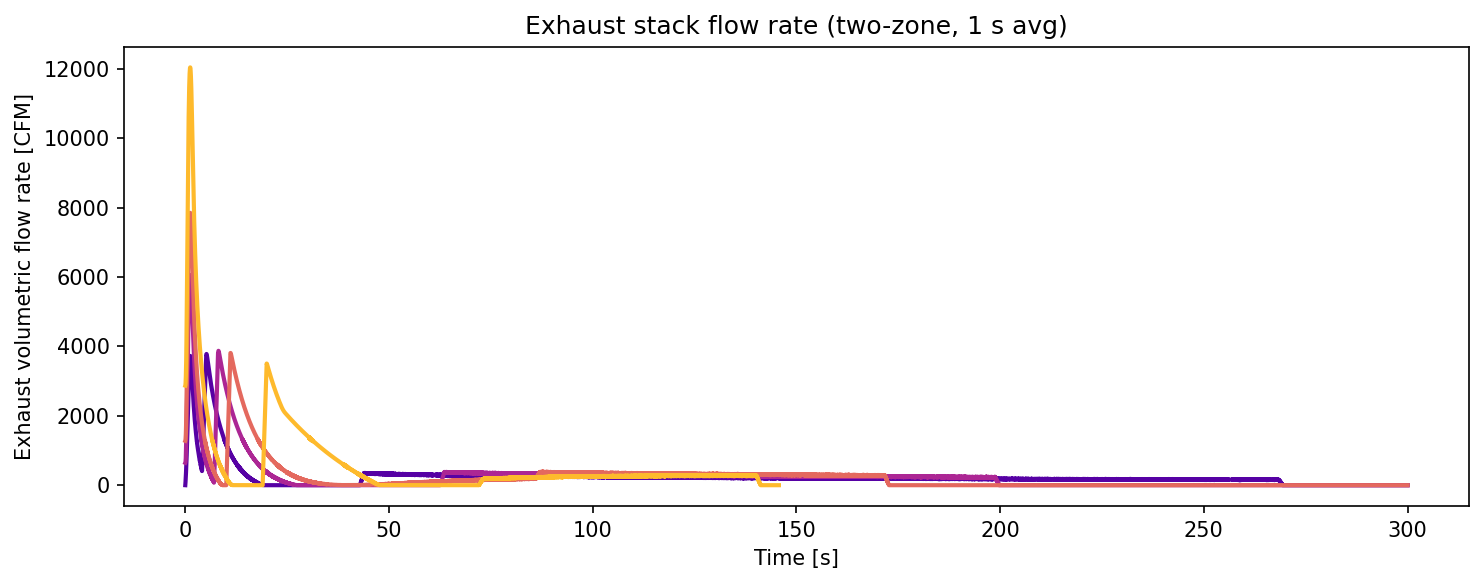 Exhaust stack flow rate (two-zone, 1 s avg)
Exhaust volumetric flow rate [CFM]
12000
10000
8000
6000
4000
2000
0
0 50 100 150 200 250 300
Time [s]